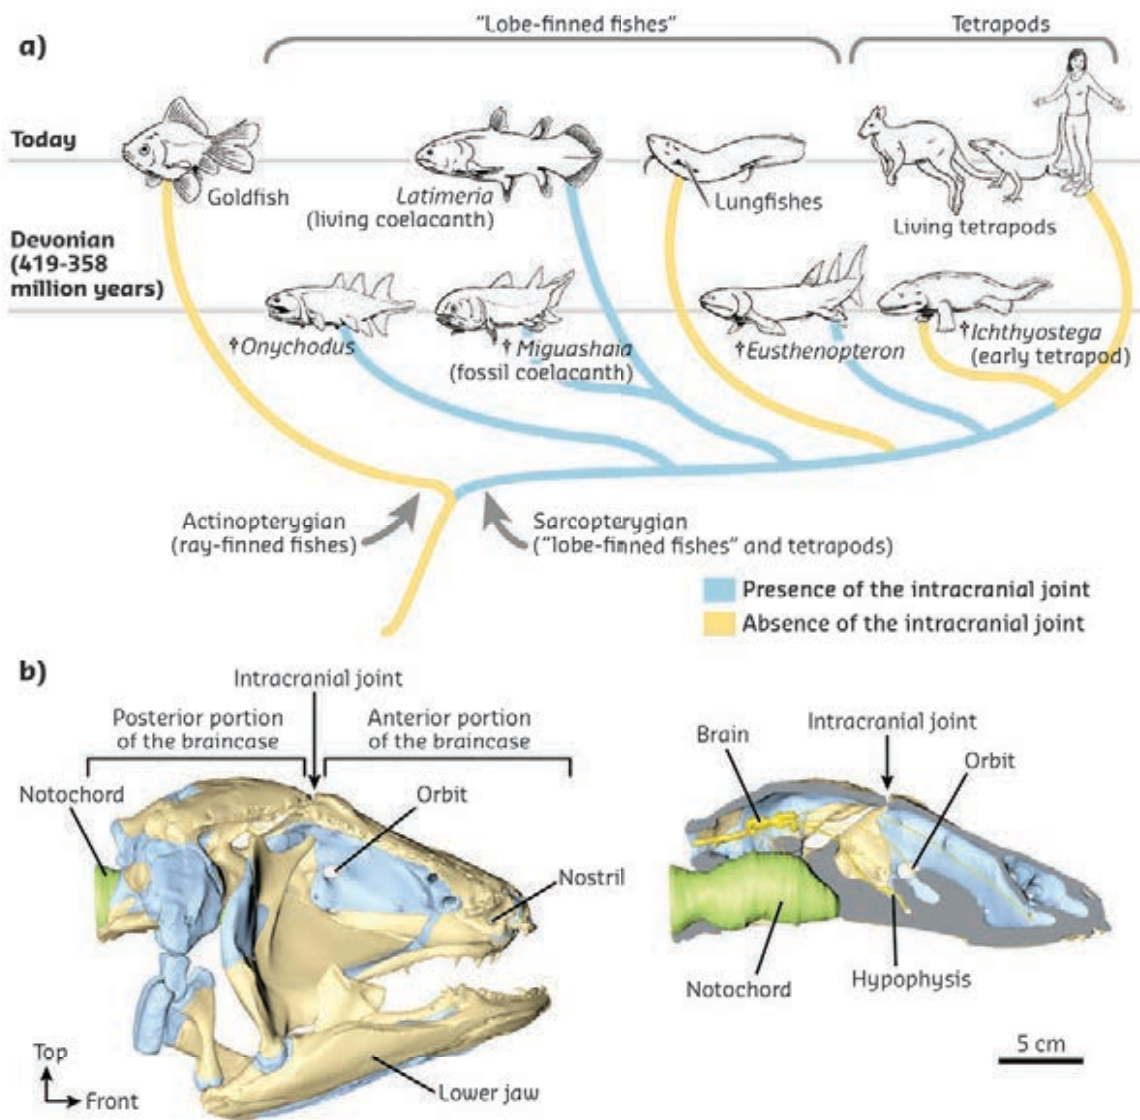 a)
"Lobe-finned fishes"
Tetrapods
Today
Goldfish
Latimeria
(living coelacanth)
Lungfishes
Living tetrapods
Devonian
(419-358
million years)
†Onychodus
†Miguashaia
(fossil coelacanth)
†Eusthenopteron
†Ichthyostega
(early tetrapod)
Actinopterygian
(ray-finned fishes)
Sarcopterygian
("lobe-fimned fishes" and tetrapods)
Presence of the intracranial joint
Absence of the intracranial joint
b)
Intracranial joint
Posterior portion
of the braincase
Anterior portion
of the braincase
Notochord
Orbit
Nostril
Lower jaw
Top
Front
Intracranial joint
Brain
Orbit
Notochord
Hypophysis
5 cm